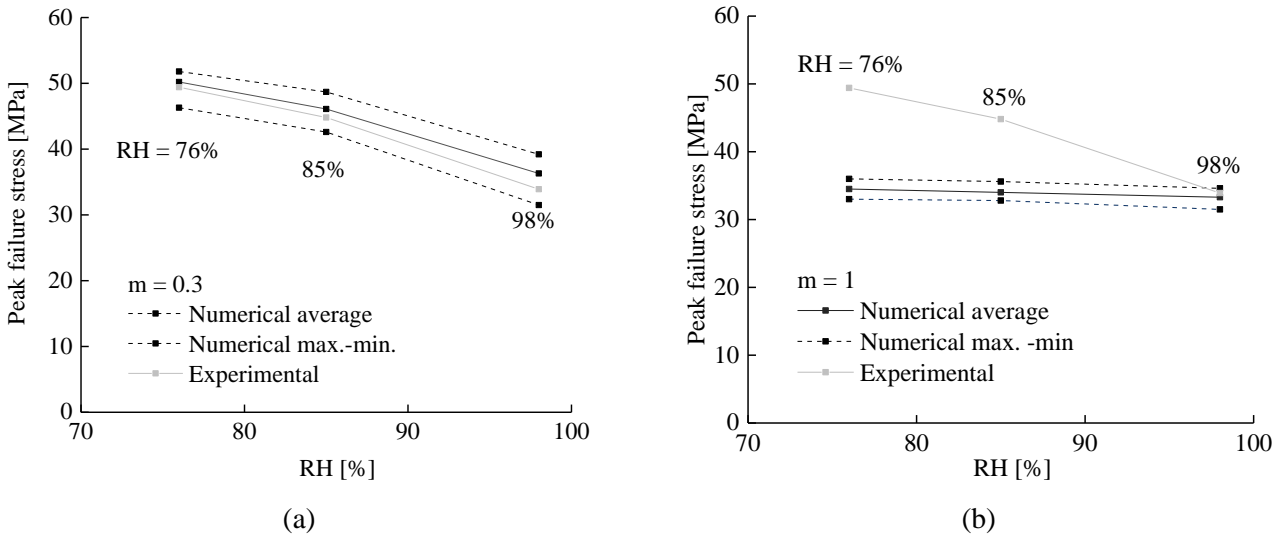 60
50
40
30
20
10
0
Peak failure stress [MPa]
RH = 76%
85%
98%
m = 0.3
Numerical average
Numerical max.-min.
Experimental
70 80 90 100
RH [%]
(a)
60
50
40
30
20
10
0
Peak failure stress [MPa]
RH = 76%
85%
98%
m = 1
Numerical average
Numerical max. -min
Experimental
70 80 90 100
RH [%]
(b)